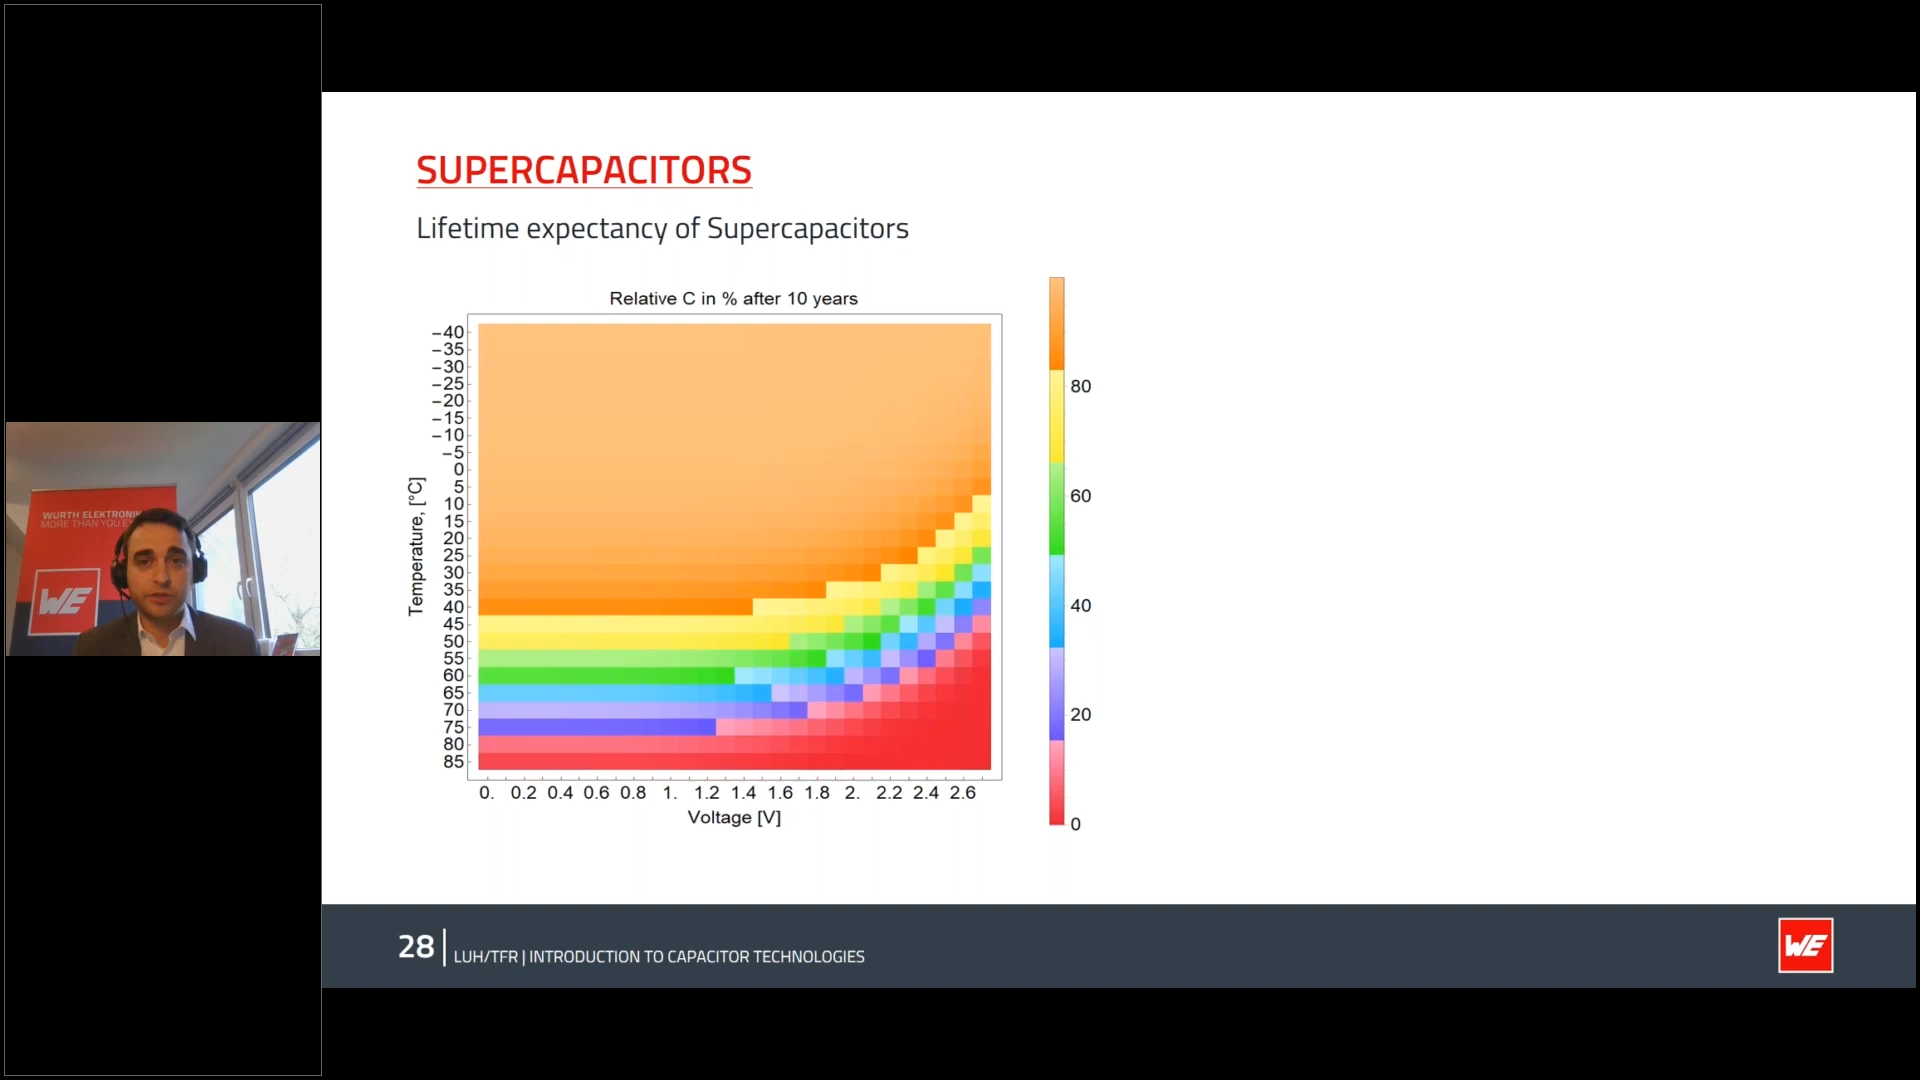 SUPERCAPACITORS
Lifetime expectancy of Supercapacitors
Relative C in % after 10 years
−40
−35
−30
−25
−20
−15
−10
−5
0
5
10
15
20
25
30
35
40
45
50
55
60
65
70
75
80
85
Temperature, [°C]
0. 0.2 0.4 0.6 0.8 1. 1.2 1.4 1.6 1.8 2. 2.2 2.4 2.6
Voltage [V]
80
60
40
20
0
WURTH ELEKTRONIK
MORE THAN YOU
WE
28 | LUH/TFR | INTRODUCTION TO CAPACITOR TECHNOLOGIES
WE